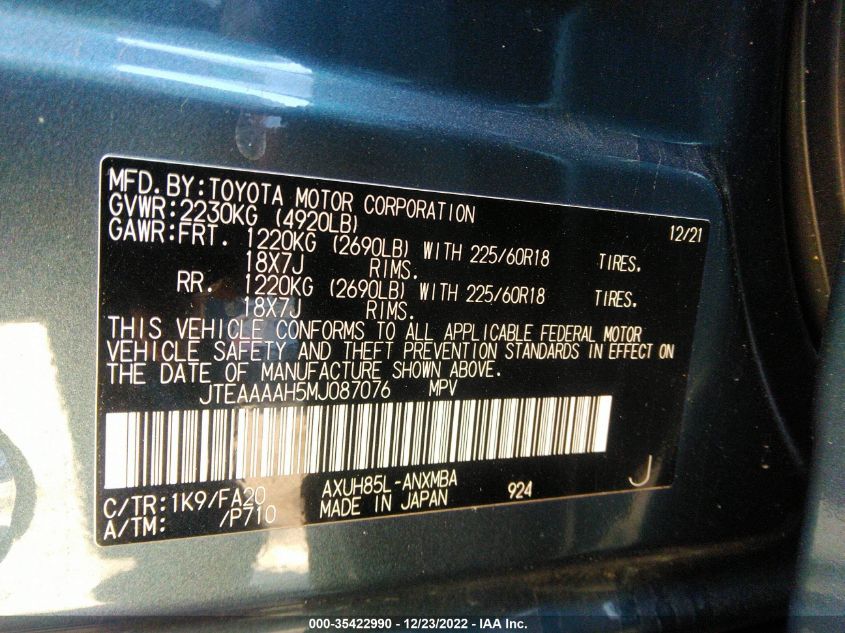 MFD.BY:TOYOTA MOTOR CORPORATION 12/21
GVWR:2230KG (4920LB)
GAWR:FRT. 1220KG (2690LB) WITH 225/60R18 TIRES.
18X7J RIMS.
RR. 1220KG (2690LB) WITH 225/60R18 TIRES.
18X7J RIMS.
THIS VEHICLE CONFORMS TO ALL APPLICABLE FEDERAL MOTOR
VEHICLE SAFETY AND THEFT PREVENTION STANDARDS IN EFFECT ON
THE DATE OF MANUFACTURE SHOWN ABOVE.
JTEAAAAH5MJ087076 MPV
C/TR:1K9/FA20 AXUH85L-ANXMBA J
A/TM: /P710 MADE IN JAPAN 924
000-35422990 - 12/23/2022 - IAA Inc.